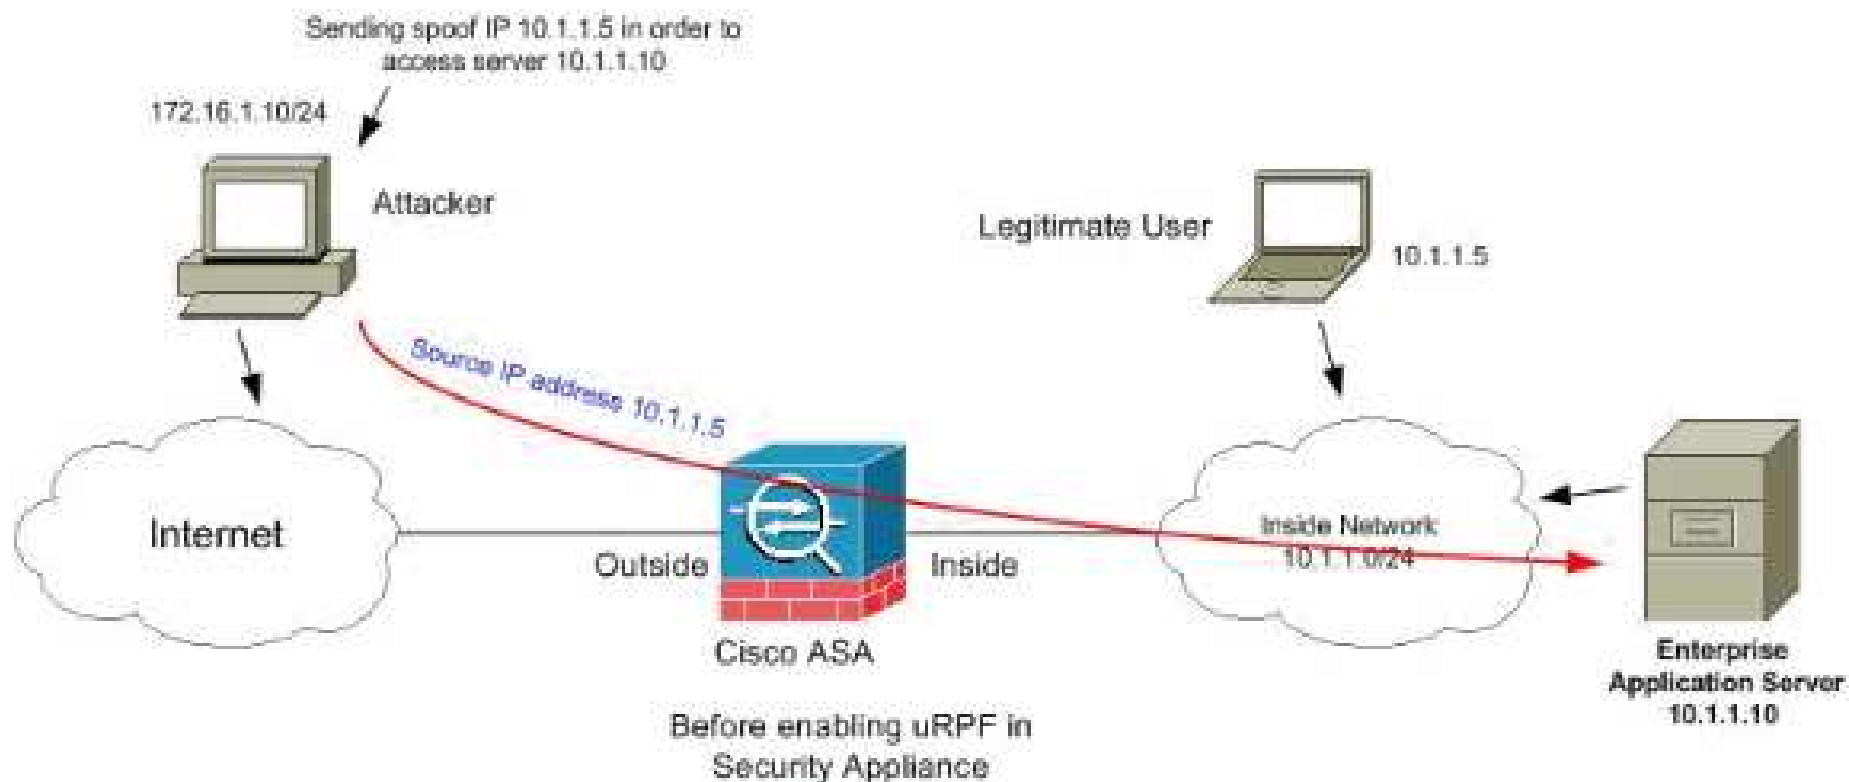 Sending spoof IP 10.1.1.5 in order to
access server 10.1.1.10
172.16.1.10/24
Attacker
Legitimate User
10.1.1.5
Source IP address 10.1.1.5
Internet
Outside
Inside
Inside Network
10.1.1.0/24
Cisco ASA
Enterprise
Application Server
10.1.1.10
Before enabling uRPF in
Security Appliance